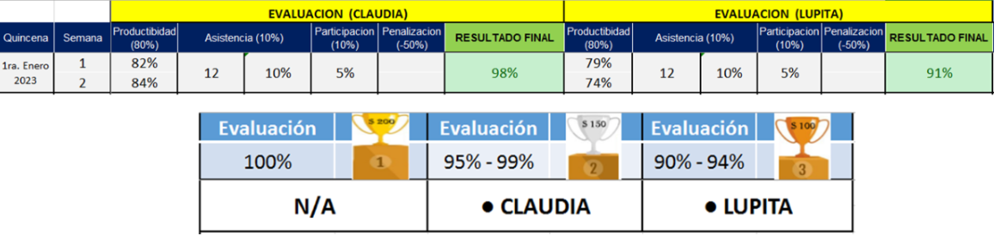 EVALUACION (CLAUDIA) EVALUACION (LUPITA)
Quincena Semana Productibidad (80%) Asistencia (10%) Participacion (10%) Penalizacion (-50%) RESULTADO FINAL Productibidad (80%) Asistencia (10%) Participacion (10%) Penalizacion (-50%) RESULTADO FINAL
1ra. Enero 2023 1 82% 12 10% 5% 98% 79% 12 10% 5% 91%
2 84% 74%
Evaluación $ 200 Evaluación $ 150 Evaluación $ 100
100% 1 95% - 99% 2 90% - 94% 3
N/A ● CLAUDIA ● LUPITA